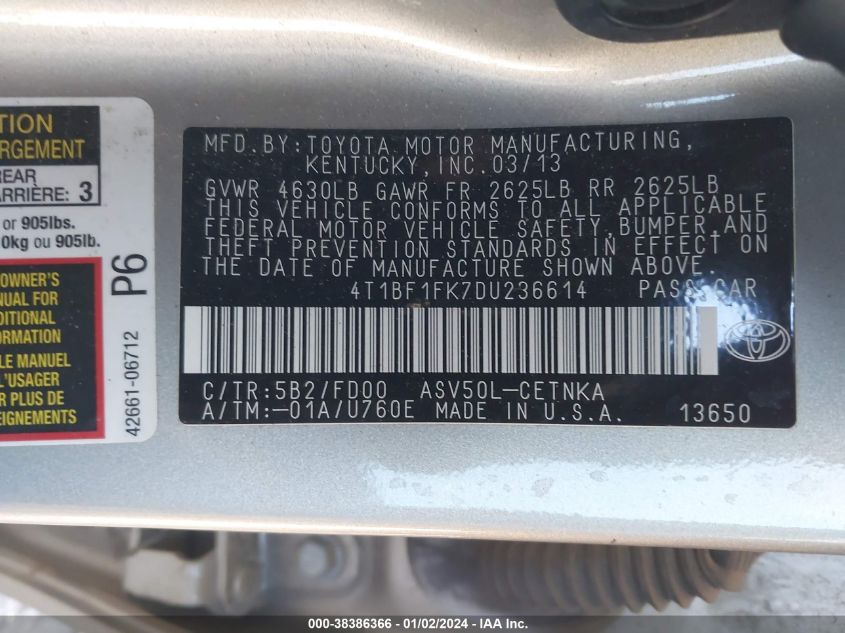 TION
ERGEMENT
REAR
ARRIÈRE: 3
or 905lbs.
0kg ou 905lb.
OWNER'S
NUAL FOR
DITIONAL
ORMATION
LE MANUEL
L'USAGER
R PLUS DE
EIGNEMENTS
P6
42661-06712
MFD.BY:TOYOTA MOTOR MANUFACTURING,
KENTUCKY,INC.03/13
GVWR 4630LB GAWR FR 2625LB RR 2625LB
THIS VEHICLE CONFORMS TO ALL APPLICABLE
FEDERAL MOTOR VEHICLE SAFETY,BUMPER,AND
THEFT PREVENTION STANDARDS IN EFFECT ON
THE DATE OF MANUFACTURE SHOWN ABOVE.
4T1BF1FK7DU236614 PASS.CAR
C/TR:5B2/FD00 ASV50L-CETNKA
A/TM:-01A/U760E MADE IN U.S.A. 13650
000-38386366 - 01/02/2024 - IAA Inc.